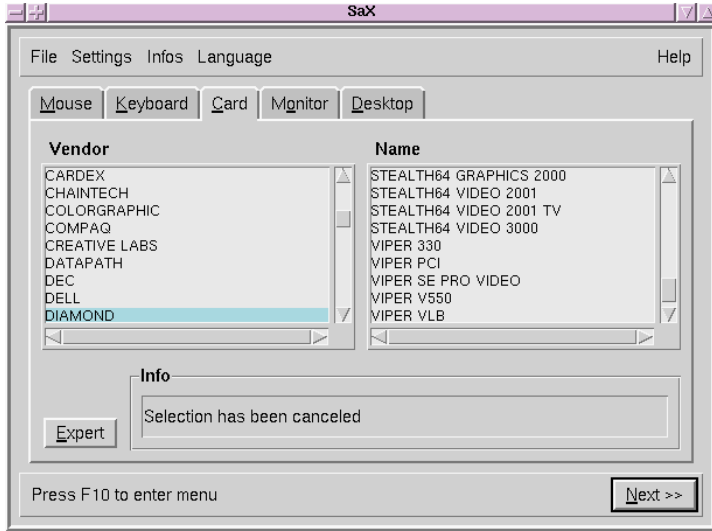 SaX
File Settings Infos Language Help
Mouse Keyboard Card Monitor Desktop
Vendor
CARDEX
CHAINTECH
COLORGRAPHIC
COMPAQ
CREATIVE LABS
DATAPATH
DEC
DELL
DIAMOND
Name
STEALTH64 GRAPHICS 2000
STEALTH64 VIDEO 2001
STEALTH64 VIDEO 2001 TV
STEALTH64 VIDEO 3000
VIPER 330
VIPER PCI
VIPER SE PRO VIDEO
VIPER V550
VIPER VLB
Expert
Info
Selection has been canceled
Press F10 to enter menu
Next >>